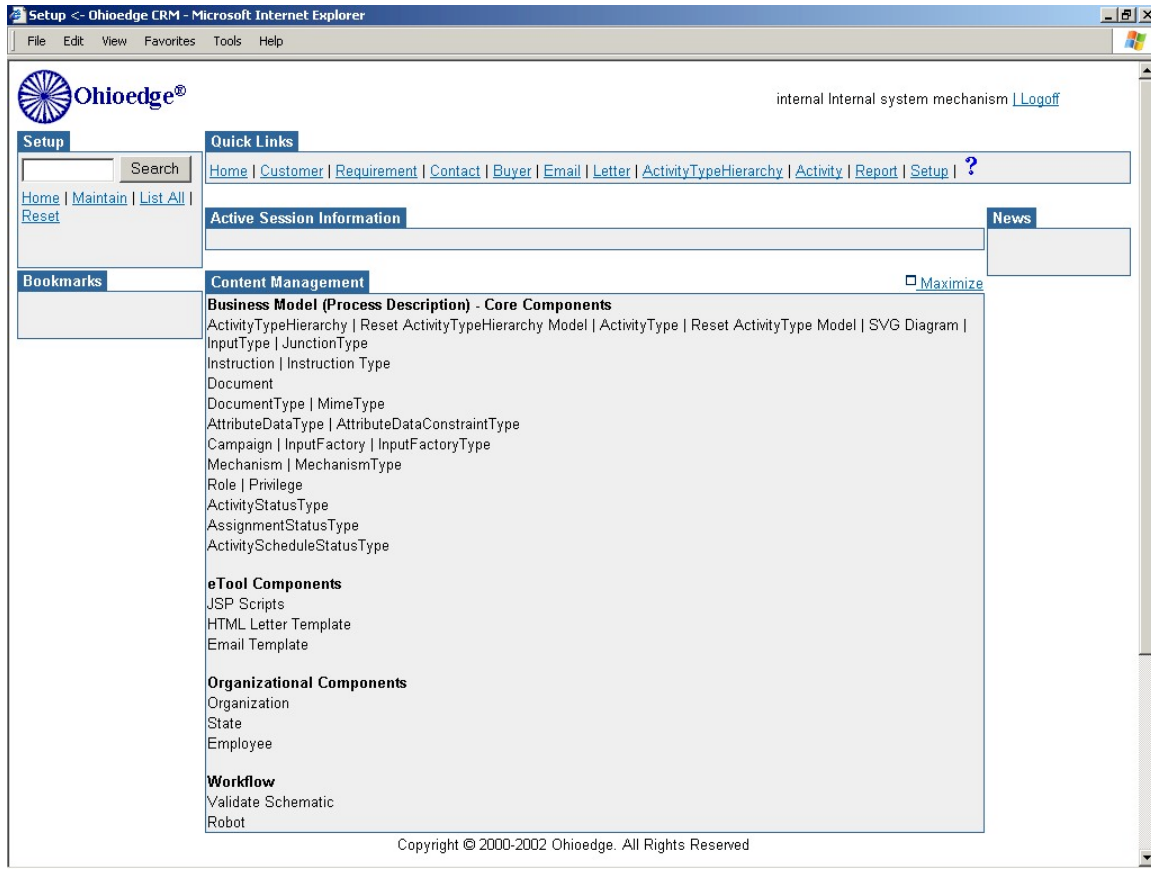 Setup <- Ohioedge CRM - Microsoft Internet Explorer
File Edit View Favorites Tools Help
Ohioedge®
internal Internal system mechanism | Logoff
Setup
Search
Home | Maintain | List All |
Reset
Bookmarks
Quick Links
Home | Customer | Requirement | Contact | Buyer | Email | Letter | ActivityTypeHierarchy | Activity | Report | Setup | ?
Active Session Information
News
Content Management
Maximize
Business Model (Process Description) - Core Components
ActivityTypeHierarchy | Reset ActivityTypeHierarchy Model | ActivityType | Reset ActivityType Model | SVG Diagram |
InputType | JunctionType
Instruction | Instruction Type
Document
DocumentType | MimeType
AttributeDataType | AttributeDataConstraintType
Campaign | InputFactory | InputFactoryType
Mechanism | MechanismType
Role | Privilege
ActivityStatusType
AssignmentStatusType
ActivityScheduleStatusType
eTool Components
JSP Scripts
HTML Letter Template
Email Template
Organizational Components
Organization
State
Employee
Workflow
Validate Schematic
Robot
Copyright © 2000-2002 Ohioedge. All Rights Reserved